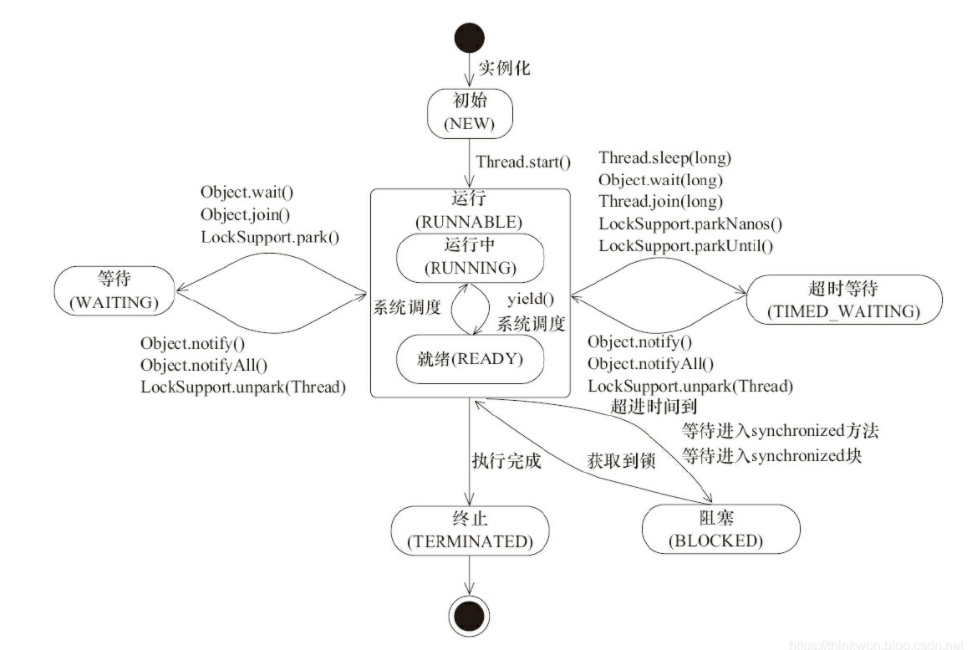 实例化
初始
(NEW)
Thread.start()
Thread.sleep(long)
Object.wait(long)
Thread.join(long)
LockSupport.parkNanos()
LockSupport.parkUntil()
Object.wait()
Object.join()
LockSupport.park()
运行
(RUNNABLE)
运行中
(RUNNING)
等待
(WAITING)
超时等待
(TIMED_WAITING)
系统调度
yield()
系统调度
就绪(READY)
Object.notify()
Object.notifyAll()
LockSupport.unpark(Thread)
Object.notify()
Object.notifyAll()
LockSupport.unpark(Thread)
超进时间到
等待进入synchronized方法
等待进入synchronized块
执行完成
获取到锁
终止
(TERMINATED)
阻塞
(BLOCKED)
https://thinkwon.blog.csdn.net